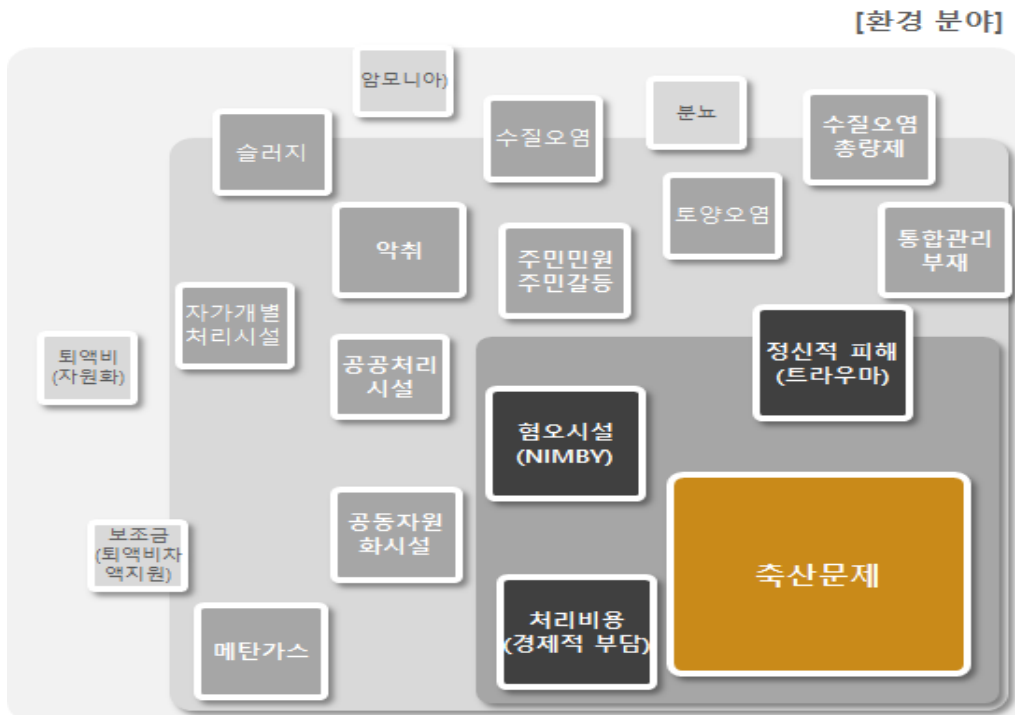 [환경 분야]
암모니아)
분뇨
수질오염
수질오염
총량제
슬러지
토양오염
악취
주민민원
주민갈등
통합관리
부재
자가개별
처리시설
퇴액비
(자원화)
공공처리
시설
정신적 피해
(트라우마)
혐오시설
(NIMBY)
공동자원
화시설
보조금
(퇴액비차
액지원)
축산문제
처리비용
(경제적 부담)
메탄가스